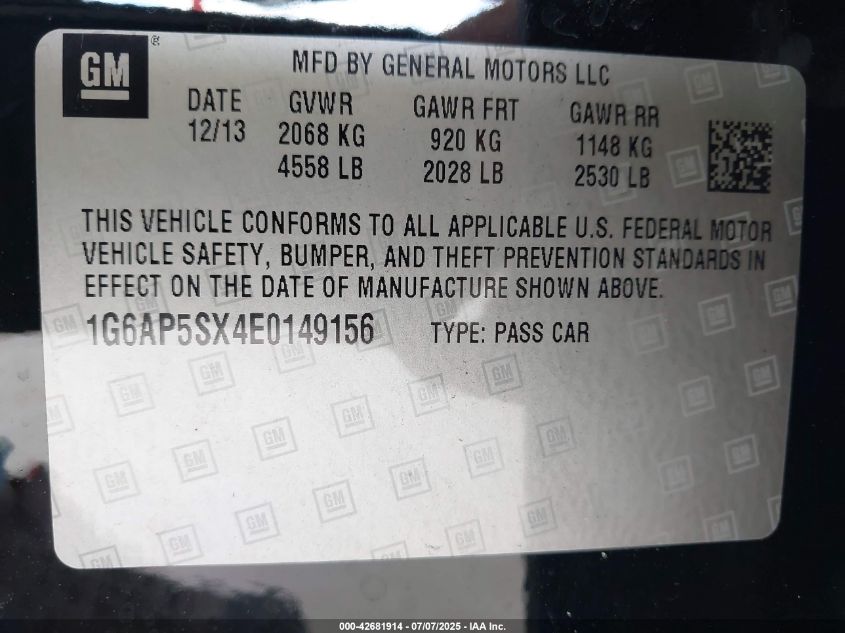 GM ®
MFD BY GENERAL MOTORS LLC
DATE GVWR GAWR FRT GAWR RR
12/13 2068 KG 920 KG 1148 KG
4558 LB 2028 LB 2530 LB
THIS VEHICLE CONFORMS TO ALL APPLICABLE U.S. FEDERAL MOTOR
VEHICLE SAFETY, BUMPER, AND THEFT PREVENTION STANDARDS IN
EFFECT ON THE DATE OF MANUFACTURE SHOWN ABOVE.
1G6AP5SX4E0149156 TYPE: PASS CAR
000-42681914 - 07/07/2025 - IAA Inc.